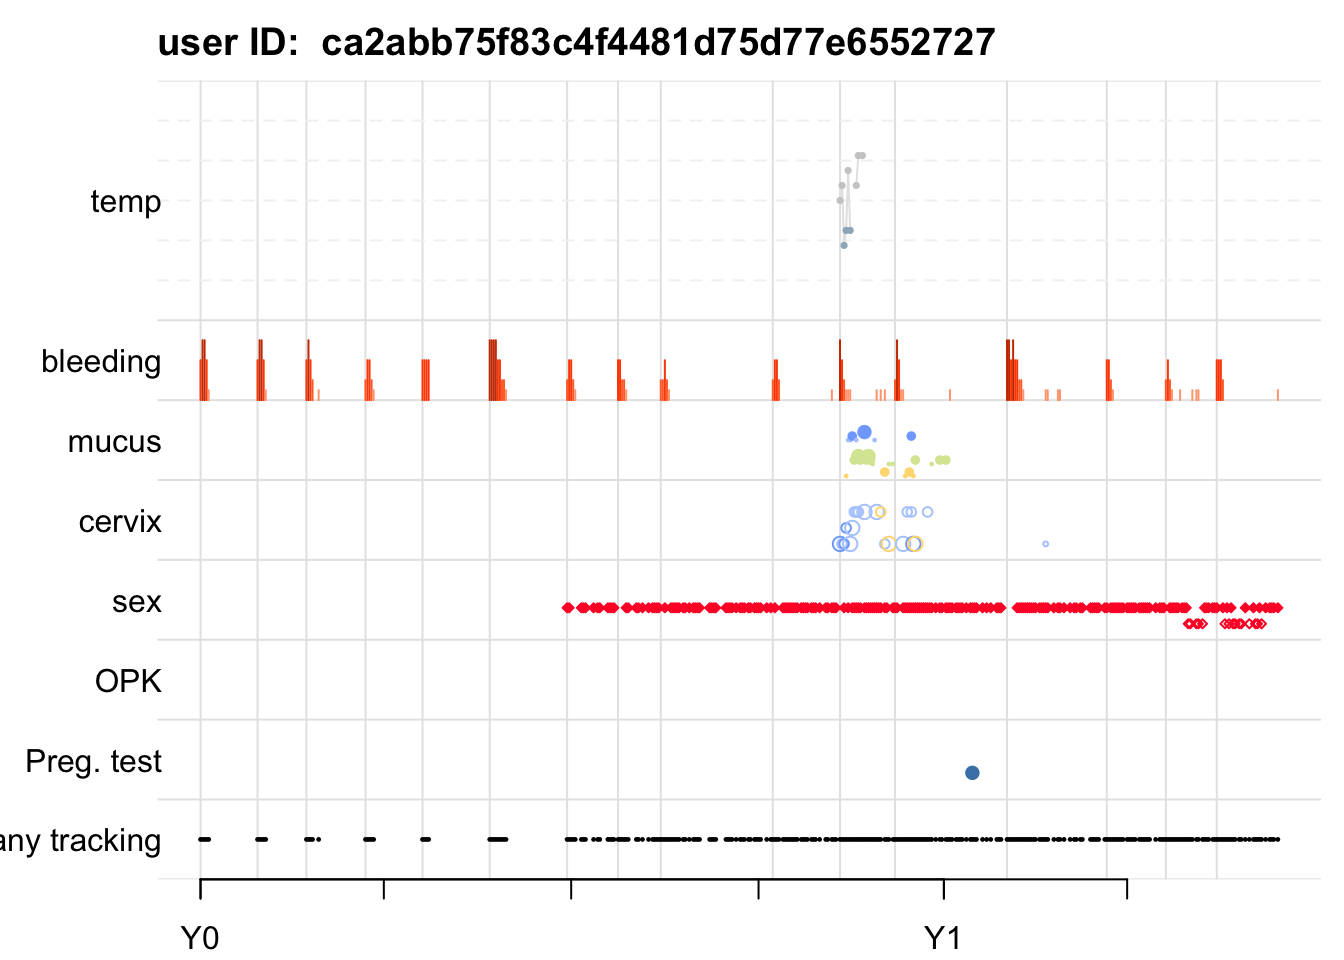 user ID:  ca2abb75f83c4f4481d75d77e6552727
temp
bleeding
mucus
cervix
sex
OPK
Preg. test
any tracking
Y0
Y1